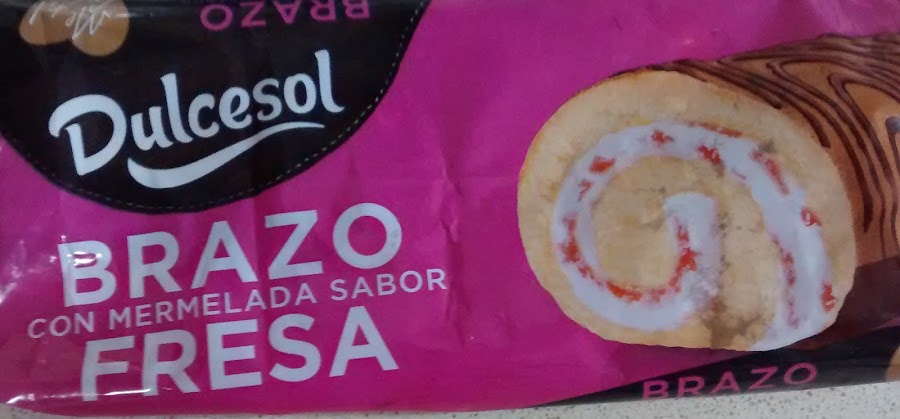 BRAZO
Dulcesol
BRAZO
CON MERMELADA SABOR
FRESA
BRAZO